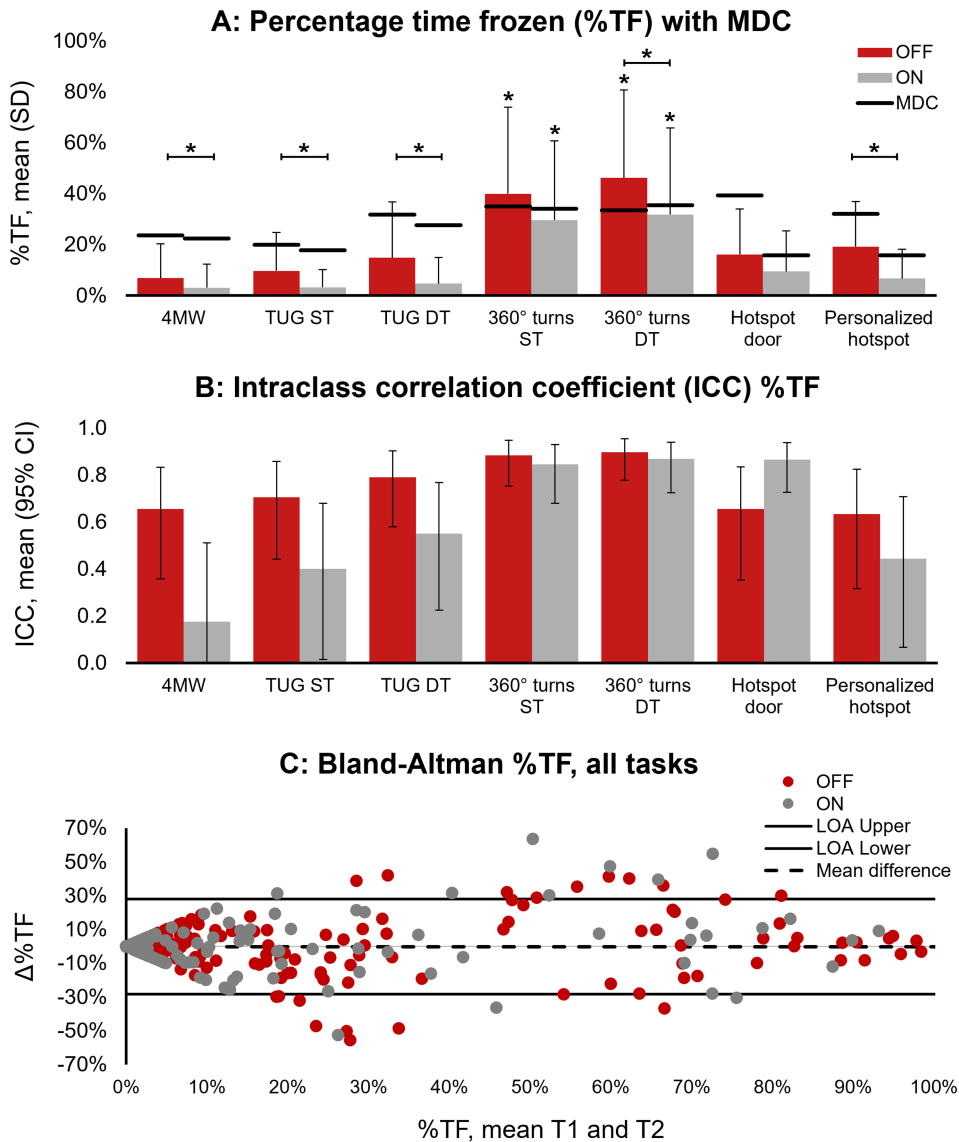 A: Percentage time frozen (%TF) with MDC
%TF, mean (SD)
100%
80%
60%
40%
20%
0%
OFF
ON
MDC
* * * * * * * * *
4MW TUG ST TUG DT 360° turns 360° turns Hotspot Personalized
ST DT door hotspot
B: Intraclass correlation coefficient (ICC) %TF
ICC, mean (95% CI)
1.0
0.8
0.6
0.4
0.2
0.0
4MW TUG ST TUG DT 360° turns 360° turns Hotspot Personalized
ST DT door hotspot
C: Bland-Altman %TF, all tasks
OFF
ON
LOA Upper
LOA Lower
Mean difference
Δ%TF
70%
50%
30%
10%
-10%
-30%
-50%
-70%
0% 10% 20% 30% 40% 50% 60% 70% 80% 90% 100%
%TF, mean T1 and T2